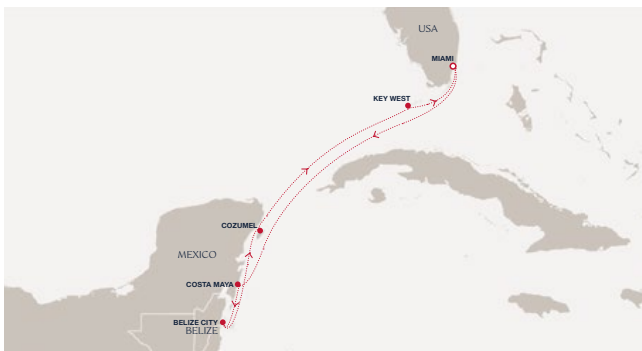 USA
MIAMI
KEY WEST
COZUMEL
MEXICO
COSTA MAYA
BELIZE CITY
BELIZE